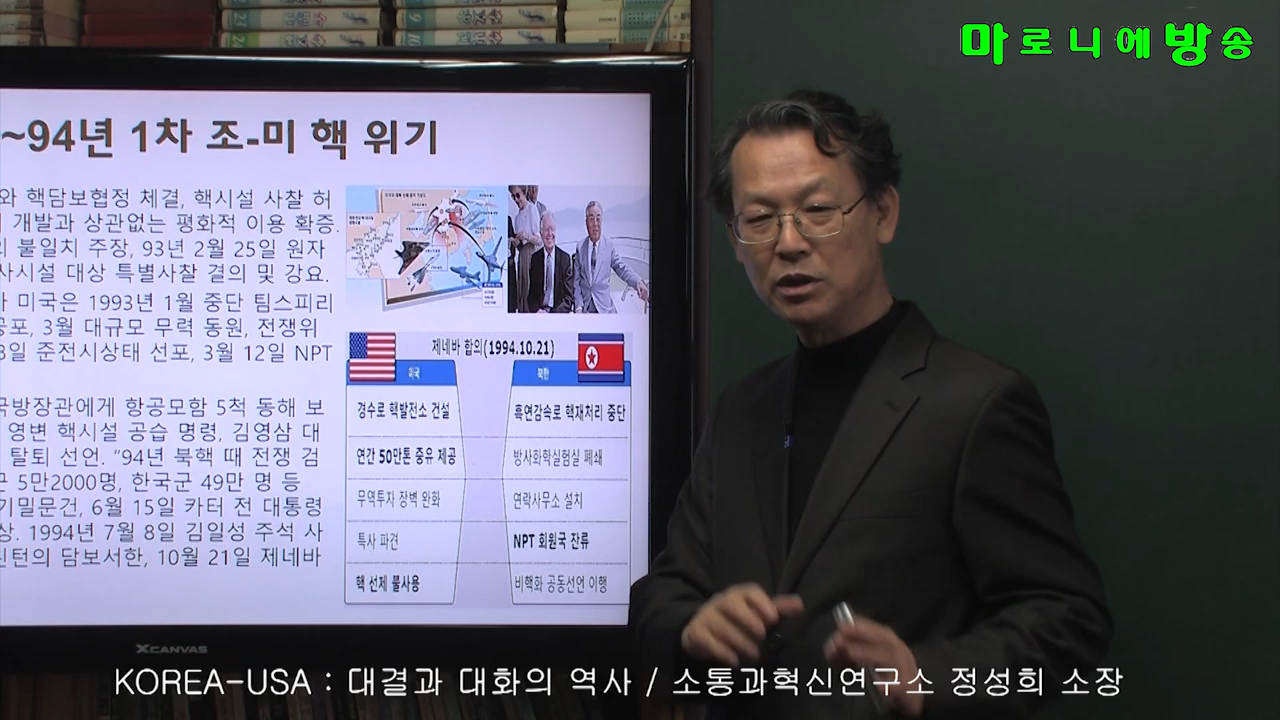 마로니에방송
~94년 1차 조-미 핵 위기
와 핵담보협정 체결, 핵시설 사찰 허
개발과 상관없는 평화적 이용 확증.
불일치 주장, 93년 2월 25일 원자
사시설 대상 특별사찰 결의 및 강요.
미국은 1993년 1월 중단 팀스피리
공포, 3월 대규모 무력 동원, 전쟁위
8일 준전시상태 선포, 3월 12일 NPT
국방장관에게 항공모함 5척 동해 보
영변 핵시설 공습 명령, 김영삼 대
탈퇴 선언. “94년 북핵 때 전쟁 검
군 5만2000명, 한국군 49만 명 등
기밀문건, 6월 15일 카터 전 대통령
상. 1994년 7월 8일 김일성 주석 사
린턴의 담보서한, 10월 21일 제네바
제네바 합의(1994.10.21)
미국 북한
경수로 핵발전소 건설 흑연감속로 핵재처리 중단
연간 50만톤 중유 제공 방사화학실험실 폐쇄
무역투자 장벽 완화 연락사무소 설치
특사 파견 NPT 회원국 잔류
핵 선제 불사용 비핵화 공동선언 이행
XCANVAS
KOREA-USA : 대결과 대화의 역사 / 소통과혁신연구소 정성희 소장